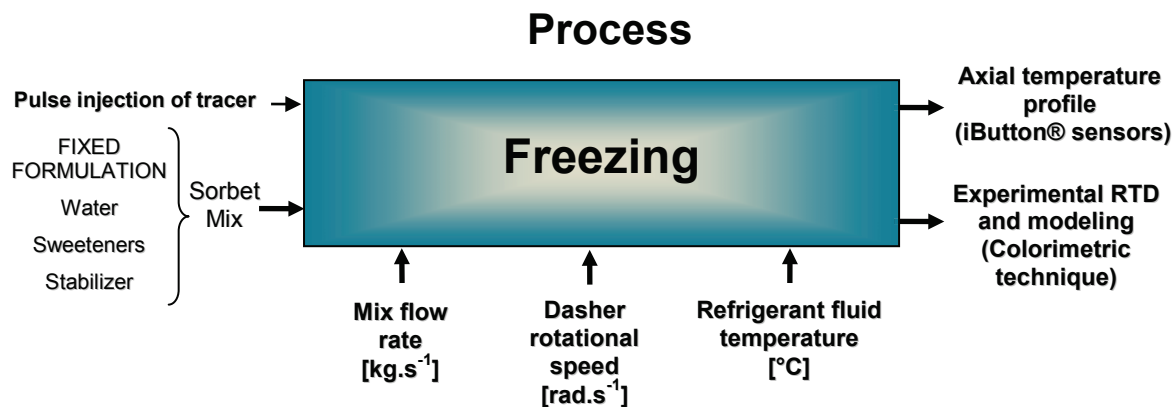 Process
Pulse injection of tracer
FIXED
FORMULATION
Water
Sweeteners
Stabilizer
Sorbet
Mix
Freezing
Axial temperature
profile
(iButton® sensors)
Experimental RTD
and modeling
(Colorimetric
technique)
Mix flow
rate
[kg.s⁻¹]
Dasher
rotational
speed
[rad.s⁻¹]
Refrigerant fluid
temperature
[°C]